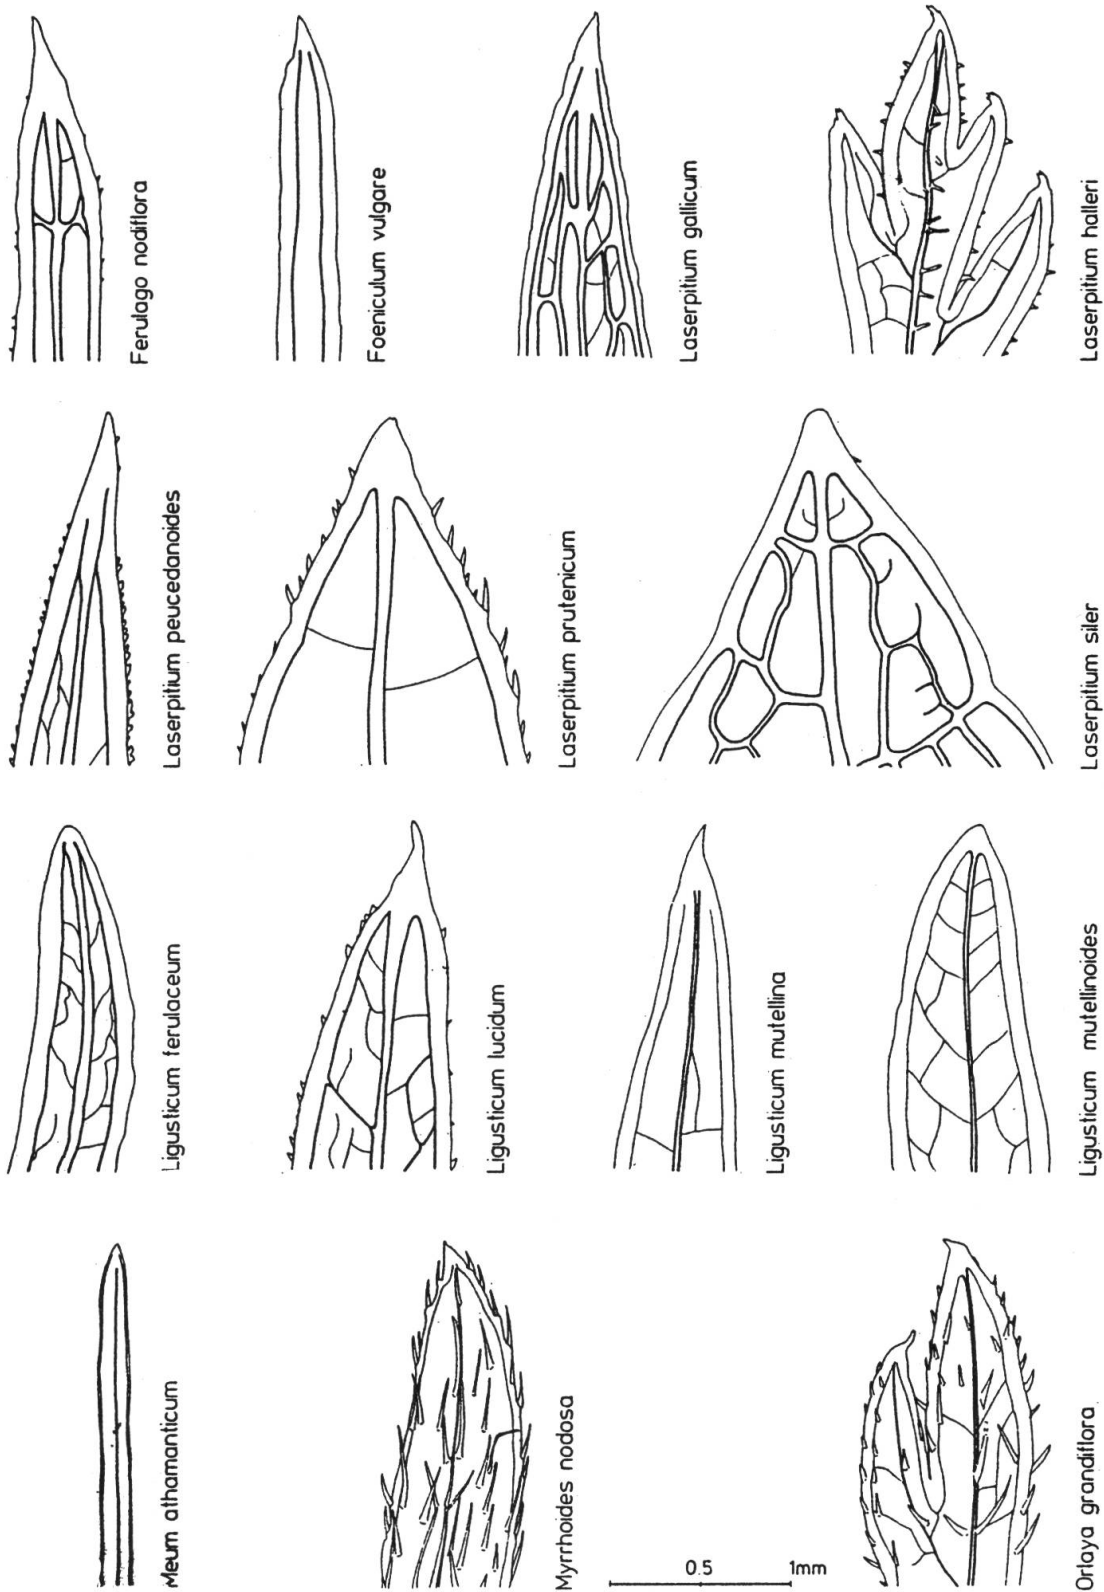 Ferulago nodiflora
Foeniculum vulgare
Laserpitium gallicum
Laserpitium halleri
Laserpitium peucedanoides
Laserpitium prutenicum
Laserpitium siler
Ligusticum ferulaceum
Ligusticum lucidum
Ligusticum mutellina
Ligusticum mutellinoides
Meum athamanticum
Myrrhoides nodosa
0.5 1mm
Orlaya grandiflora